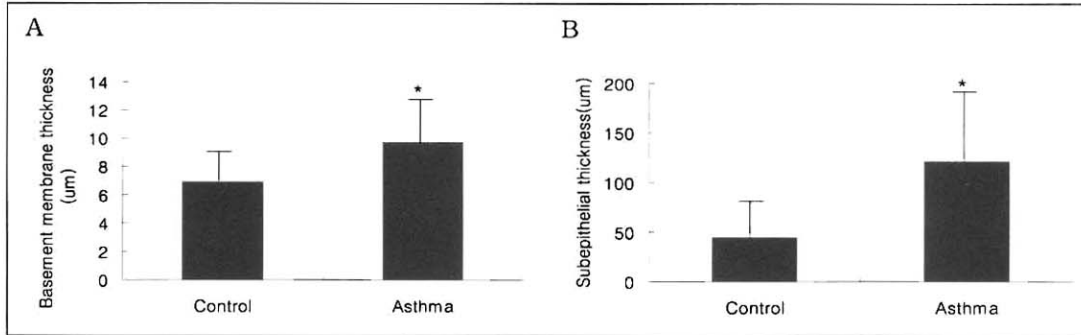 A
Basement membrane thickness
(um)
14
12
10
8
6
4
2
0
*
Control
Asthma
B
Subepithelial thickness(um)
200
150
100
50
0
*
Control
Asthma